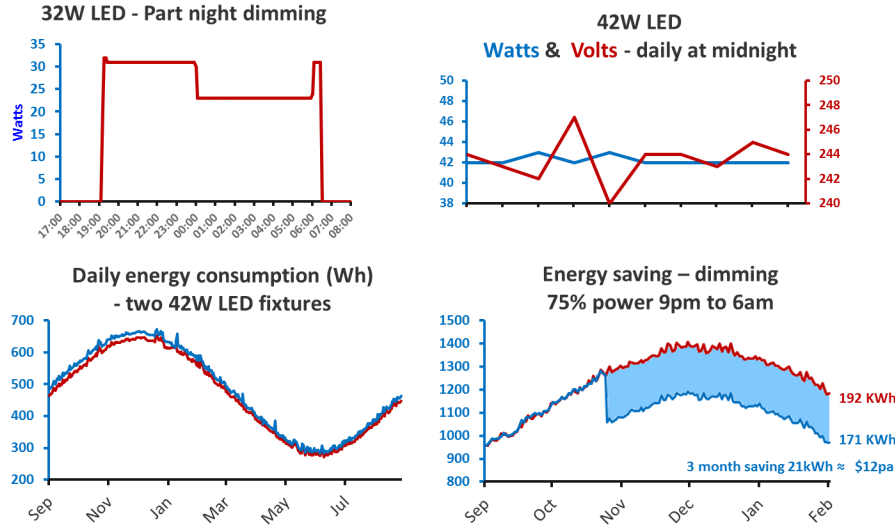 32W LED - Part night dimming
35
30
25
20
15
10
5
0
Watts
17:00 18:00 19:00 20:00 21:00 22:00 23:00 00:00 01:00 02:00 03:00 04:00 05:00 06:00 07:00 08:00
42W LED
Watts & Volts - daily at midnight
50
48
46
44
42
40
38
250
248
246
244
242
240
Daily energy consumption (Wh)
- two 42W LED fixtures
700
600
500
400
300
200
Sep Nov Jan Mar May Jul
Energy saving – dimming
75% power 9pm to 6am
1500
1400
1300
1200
1100
1000
900
800
192 KWh
171 KWh
3 month saving 21kWh ≈ $12pa
Sep Oct Nov Dec Jan Feb